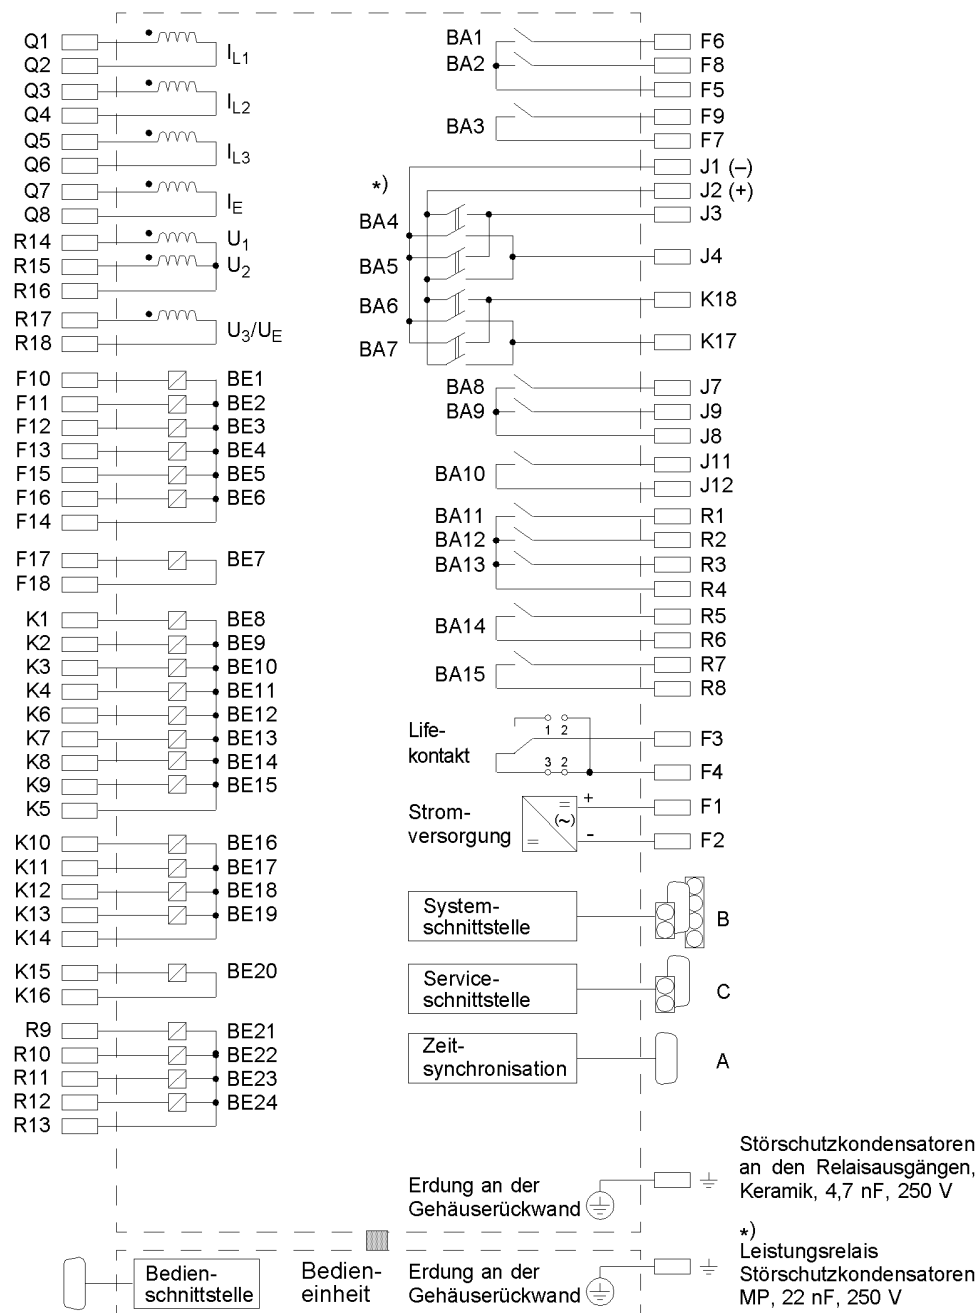 Q1
Q2
I L1
Q3
Q4
I L2
Q5
Q6
I L3
Q7
Q8
I E
R14
U1
R15
U2
R16
R17
R18
U3/UE
F10 BE1
F11 BE2
F12 BE3
F13 BE4
F15 BE5
F16 BE6
F14
F17 BE7
F18
K1 BE8
K2 BE9
K3 BE10
K4 BE11
K6 BE12
K7 BE13
K8 BE14
K9 BE15
K5
K10 BE16
K11 BE17
K12 BE18
K13 BE19
K14
K15 BE20
K16
R9 BE21
R10 BE22
R11 BE23
R12 BE24
R13
BA1 F6
BA2 F8
F5
BA3 F9
F7
J1 (–)
J2 (+)
*)
BA4 J3
BA5 J4
BA6 K18
BA7 K17
BA8 J7
BA9 J9
J8
BA10 J11
J12
BA11 R1
BA12 R2
BA13 R3
R4
BA14 R5
R6
BA15 R7
R8
Life-
kontakt
1 2
3 2
F3
F4
Strom-
versorgung
=
(~)
=
+
-
F1
F2
System-
schnittstelle
B
Service-
schnittstelle
C
Zeit-
synchronisation
A
Erdung an der
Gehäuserückwand
Störschutzkondensatoren
an den Relaisausgängen,
Keramik, 4,7 nF, 250 V
Bedien-
schnittstelle
Bedien-
einheit
Erdung an der
Gehäuserückwand
*)
Leistungsrelais
Störschutzkondensatoren
MP, 22 nF, 250 V